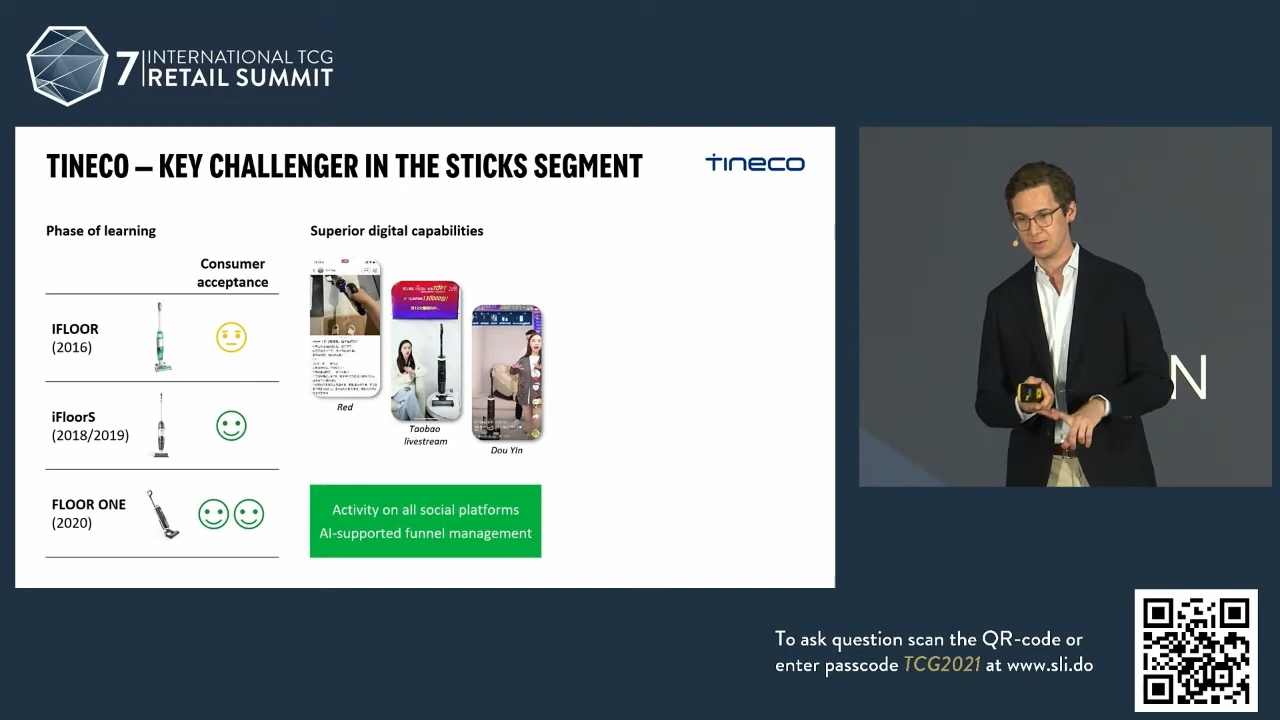 7
INTERNATIONAL TCG
RETAIL SUMMIT
TINECO – KEY CHALLENGER IN THE STICKS SEGMENT
tineco
Phase of learning
Superior digital capabilities
Consumer
acceptance
IFLOOR
(2016)
iFloorS
(2018/2019)
FLOOR ONE
(2020)
Red
Taobao
livestream
Dou Yin
Activity on all social platforms
AI-supported funnel management
N
To ask question scan the QR-code or
enter passcode TCG2021 at www.sli.do